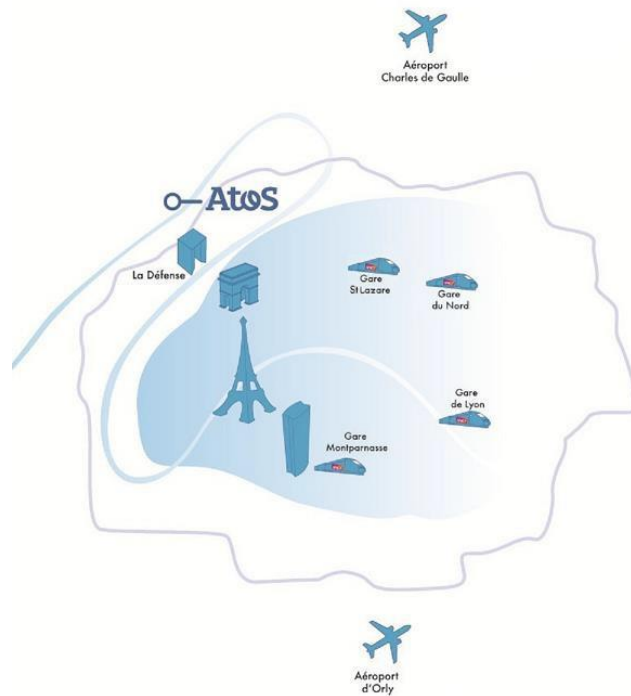 Aéroport
Charles de Gaulle
Atos
La Défense
Gare
St Lazare
Gare
du Nord
Gare
de Lyon
Gare
Montparnasse
Aéroport
d'Orly